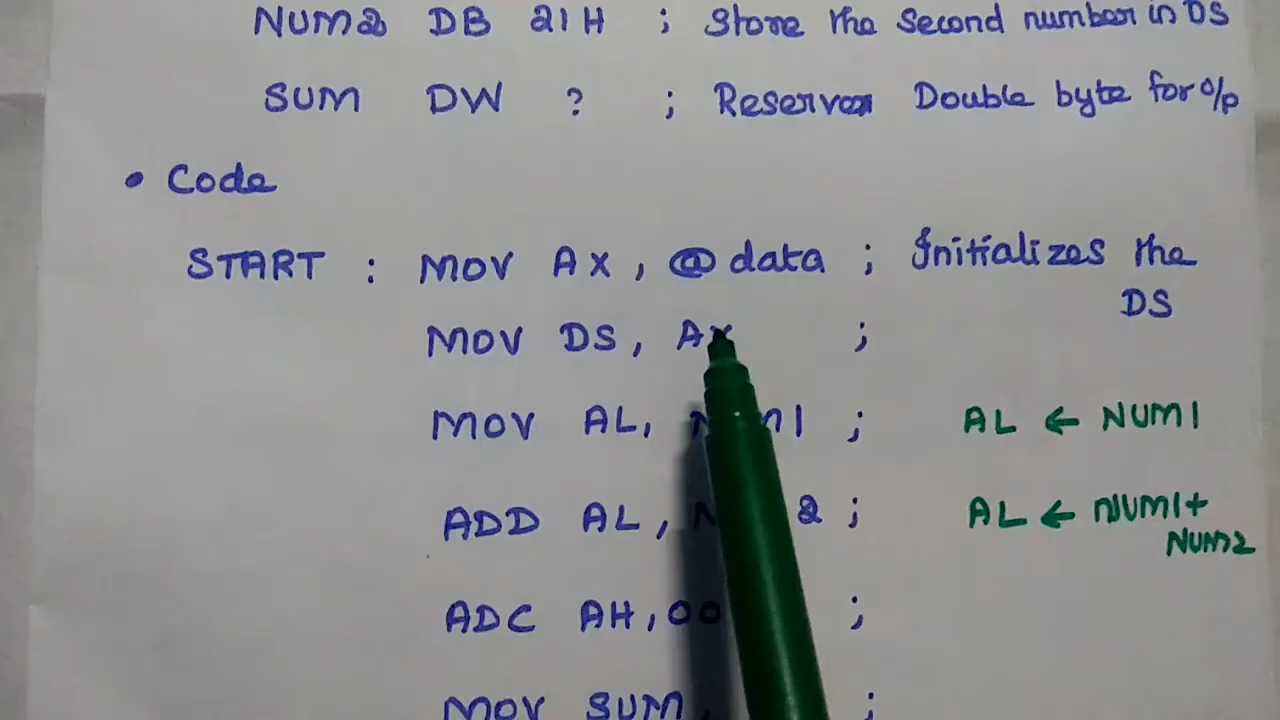 NUM2 DB 21H ; Store the second number in DS
SUM DW ? ; Reserves Double byte for o/p
• Code
START : MOV AX, @data ; Initializes the DS
MOV DS, AX ;
MOV AL, ; AL ← NUM1
ADD AL, ; AL ← NUM1+
NUM2
ADC AH, ;
MOV SUM, ;